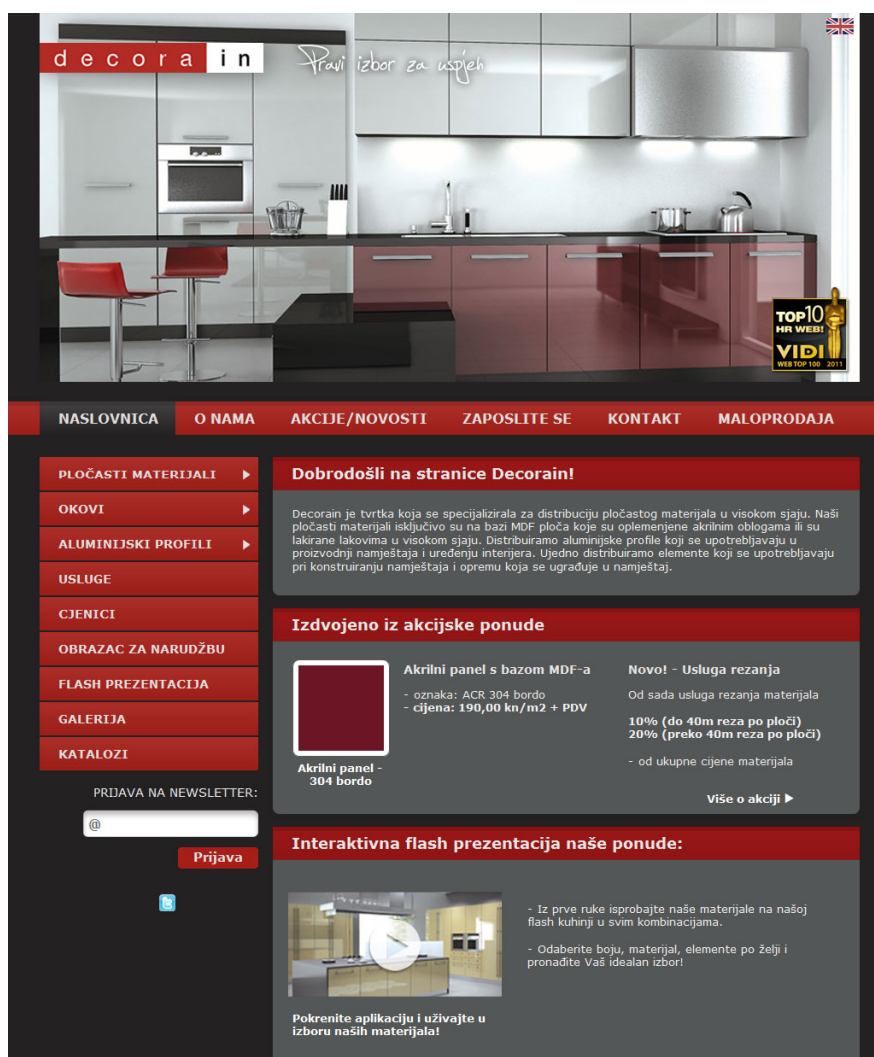 decora in
Pravi izbor za uspjeh
TOP10
HR WEB!
VIDI
WEB TOP 100 2011
NASLOVNICA O NAMA AKCIJE/NOVOSTI ZAPOSLITE SE KONTAKT MALOPRODAJA
PLOČASTI MATERIJALI
OKOVI
ALUMINIJSKI PROFILI
USLUGE
CJENICI
OBRAZAC ZA NARUDŽBU
FLASH PREZENTACIJA
GALERIJA
KATALOZI
PRIJAVA NA NEWSLETTER:
@
Prijava
Dobrodošli na stranice Decorain!
Decorain je tvrtka koja se specijalizirala za distribuciju pločastog materijala u visokom sjaju. Naši
pločasti materijali isključivo su na bazi MDF ploča koje su oplemenjene akrilnim oblogama ili su
lakirane lakovima u visokom sjaju. Distribuiramo aluminijske profile koji se upotrebljavaju u
proizvodnji namještaja i uređenju interijera. Ujedno distribuiramo elemente koji se upotrebljavaju
pri konstruiranju namještaja i opremu koja se ugrađuje u namještaj.
Izdvojeno iz akcijske ponude
Akrilni panel -
304 bordo
Akrilni panel s bazom MDF-a
- oznaka: ACR 304 bordo
- cijena: 190,00 kn/m2 + PDV
Novo! - Usluga rezanja
Od sada usluga rezanja materijala
10% (do 40m reza po ploči)
20% (preko 40m reza po ploči)
- od ukupne cijene materijala
Više o akciji
Interaktivna flash prezentacija naše ponude:
Pokrenite aplikaciju i uživajte u
izboru naših materijala!
- Iz prve ruke isprobajte naše materijale na našoj
flash kuhinji u svim kombinacijama.
- Odaberite boju, materijal, elemente po želji i
pronađite Vaš idealan izbor!